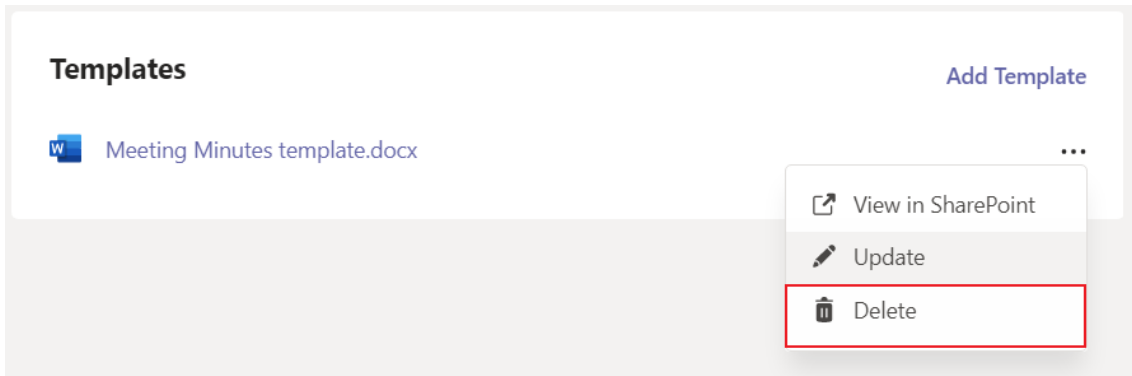 Templates
Add Template
W Meeting Minutes template.docx
View in SharePoint
Update
Delete